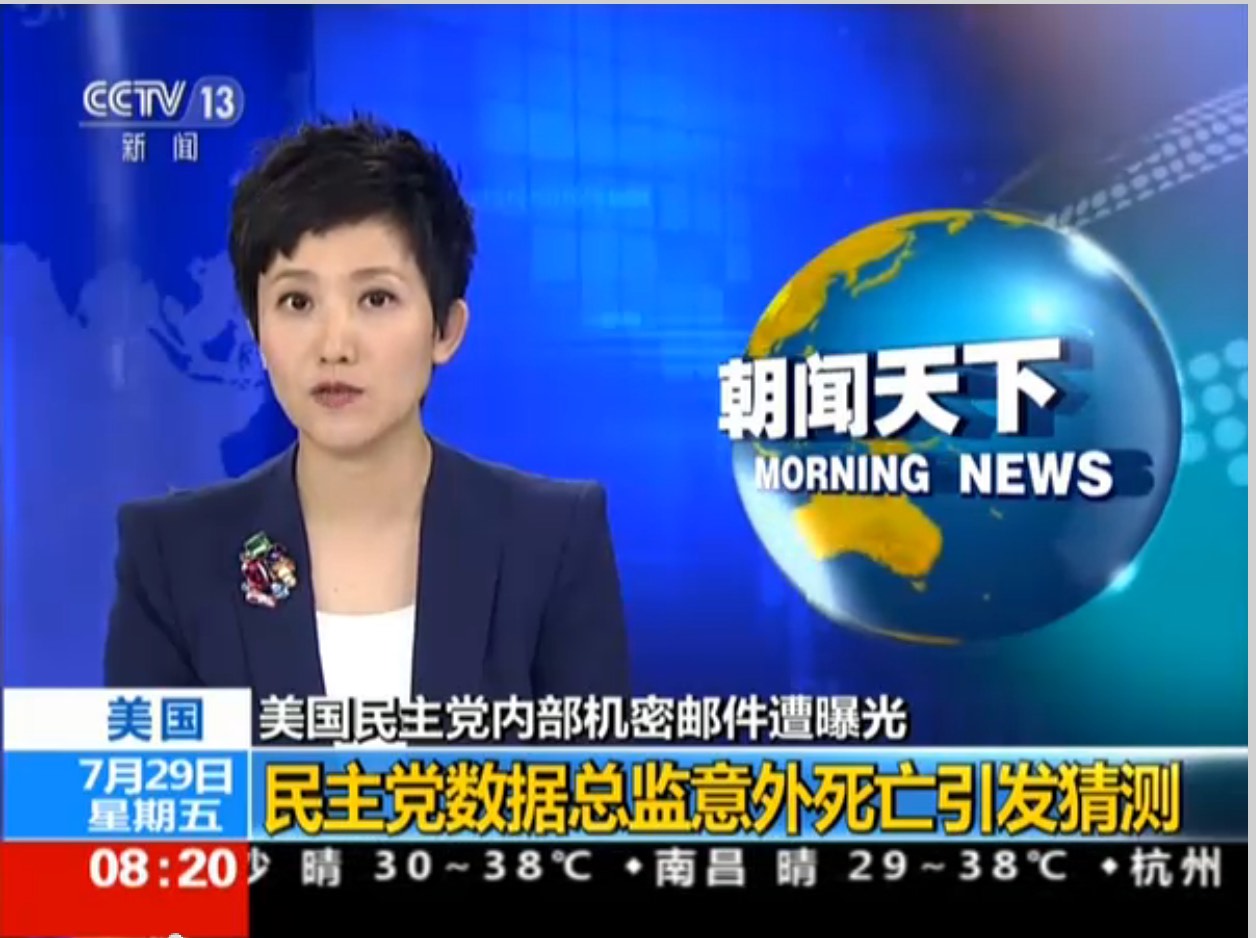 CCTV 13
新闻
朝闻天下
MORNING NEWS
美国
美国民主党内部机密邮件遭曝光
7月29日
星期五
民主党数据总监意外死亡引发猜测
08:20
沙 晴 30~38℃ •南昌 晴 29~38℃ •杭州